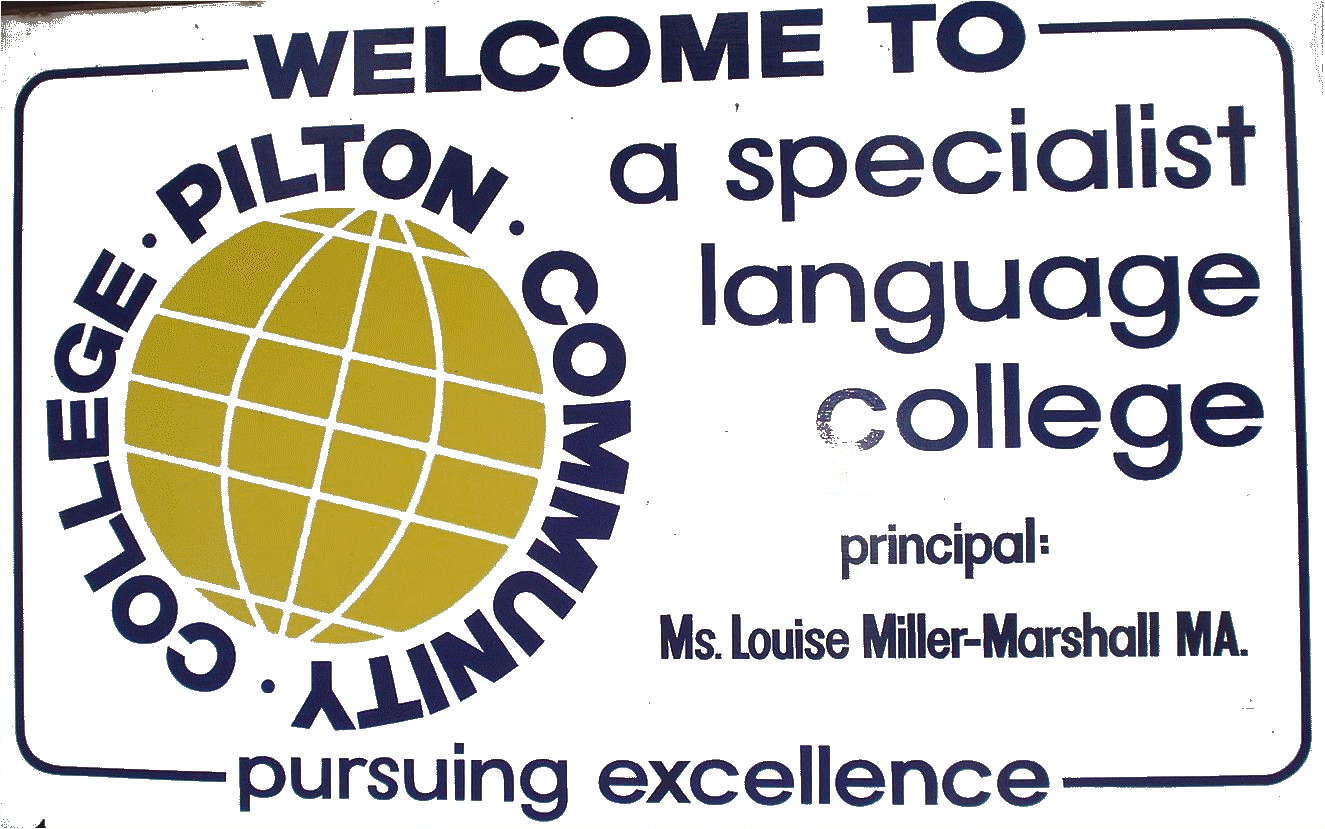 WELCOME TO
PILTON · COMMUNITY · COLLEGE ·
a specialist
language
college
principal:
Ms. Louise Miller-Marshall MA.
pursuing excellence